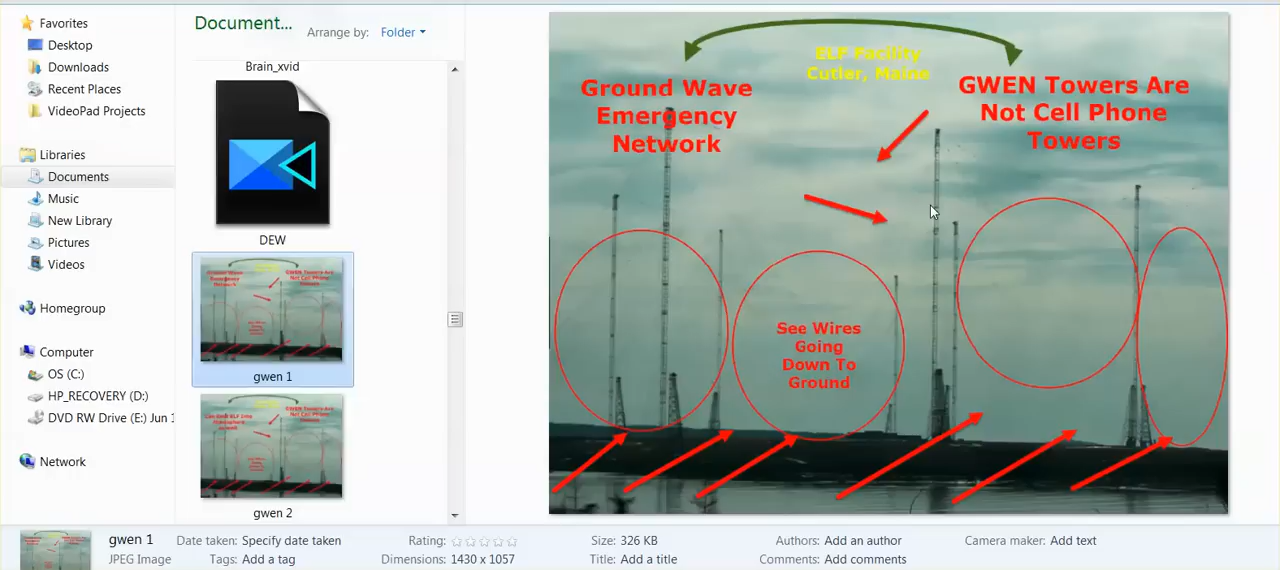 Favorites
Desktop
Downloads
Recent Places
VideoPad Projects
Libraries
Documents
Music
New Library
Pictures
Videos
Homegroup
Computer
OS (C:)
HP_RECOVERY (D:)
DVD RW Drive (E:) Jun 1
Network
Document...
Arrange by: Folder
Brain_xvid
DEW
gwen 1
gwen 2
ELF Facility
Cutler, Maine
Ground Wave
Emergency
Network
GWEN Towers Are
Not Cell Phone
Towers
See Wires
Going
Down To
Ground
gwen 1
JPEG Image
Date taken: Specify date taken
Tags: Add a tag
Rating:
Dimensions: 1430 x 1057
Size: 326 KB
Title: Add a title
Authors: Add an author
Comments: Add comments
Camera maker: Add text